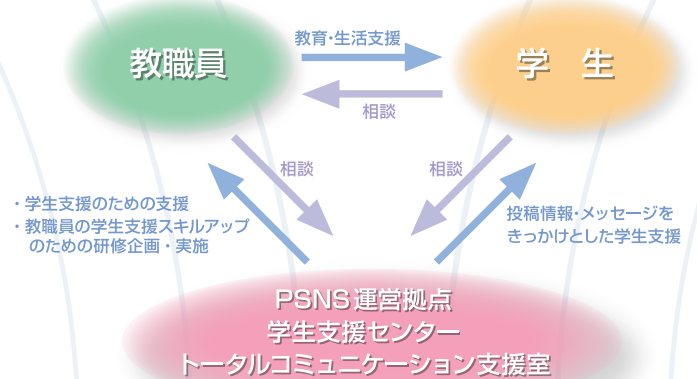 教育・生活支援
教職員
学 生
相談
相談
相談
・学生支援のための支援
・教職員の学生支援スキルアップ
のための研修企画・実施
投稿情報・メッセージを
きっかけとした学生支援
PSNS運営拠点
学生支援センター
トータルコミュニケーション支援室